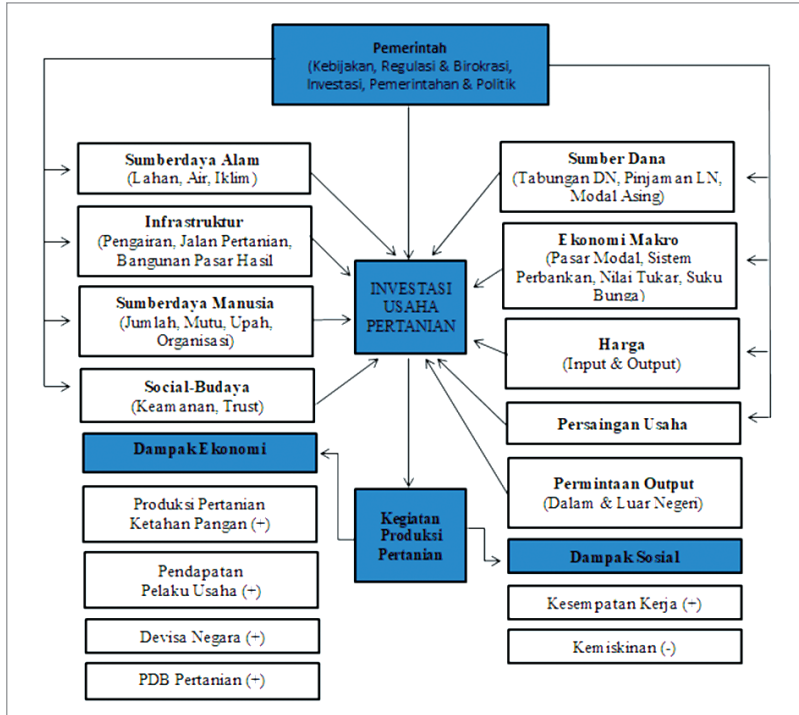 Pemerintah
(Kebijakan, Regulasi & Birokrasi,
Investasi, Pemerintahan & Politik
Sumberdaya Alam
(Lahan, Air, Iklim)
Infrastruktur
(Pengairan, Jalan Pertanian,
Bangunan Pasar Hasil
Sumberdaya Manusia
(Jumlah, Mutu, Upah,
Organisasi)
Social-Budaya
(Keamanan, Trust)
INVESTASI
USAHA
PERTANIAN
Sumber Dana
(Tabungan DN, Pinjaman LN,
Modal Asing)
Ekonomi Makro
(Pasar Modal, Sistem
Perbankan, Nilai Tukar, Suku
Bunga)
Harga
(Input & Output)
Persaingan Usaha
Permintaan Output
(Dalam & Luar Negeri)
Dampak Ekonomi
Produksi Pertanian
Ketahan Pangan (+)
Pendapatan
Pelaku Usaha (+)
Devisa Negara (+)
PDB Pertanian (+)
Kegiatan
Produksi
Pertanian
Dampak Sosial
Kesempatan Kerja (+)
Kemiskinan (-)